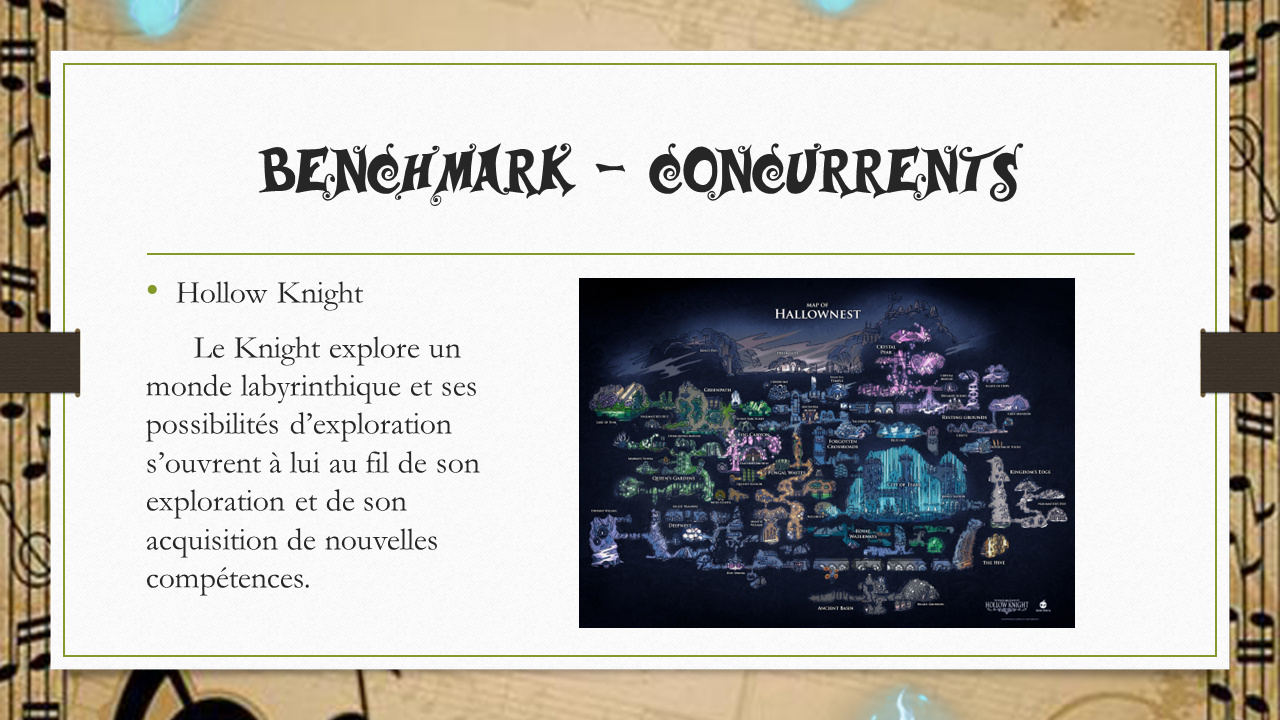 BENCHMARK – CONCURRENTS
• Hollow Knight
Le Knight explore un
monde labyrinthique et ses
possibilités d’exploration
s’ouvrent à lui au fil de son
exploration et de son
acquisition de nouvelles
compétences.
MAP OF
HALLOWNEST
CRYSTAL
PEAK
GREENPATH
RESTING GROUNDS
FOG CANYON
FORGOTTEN
CROSSROADS
FUNGAL WASTES
KINGDOM'S EDGE
QUEEN'S GARDENS
CITY OF TEARS
DEEPNEST
ROYAL
WATERWAYS
THE HIVE
ANCIENT BASIN
HOLLOW KNIGHT